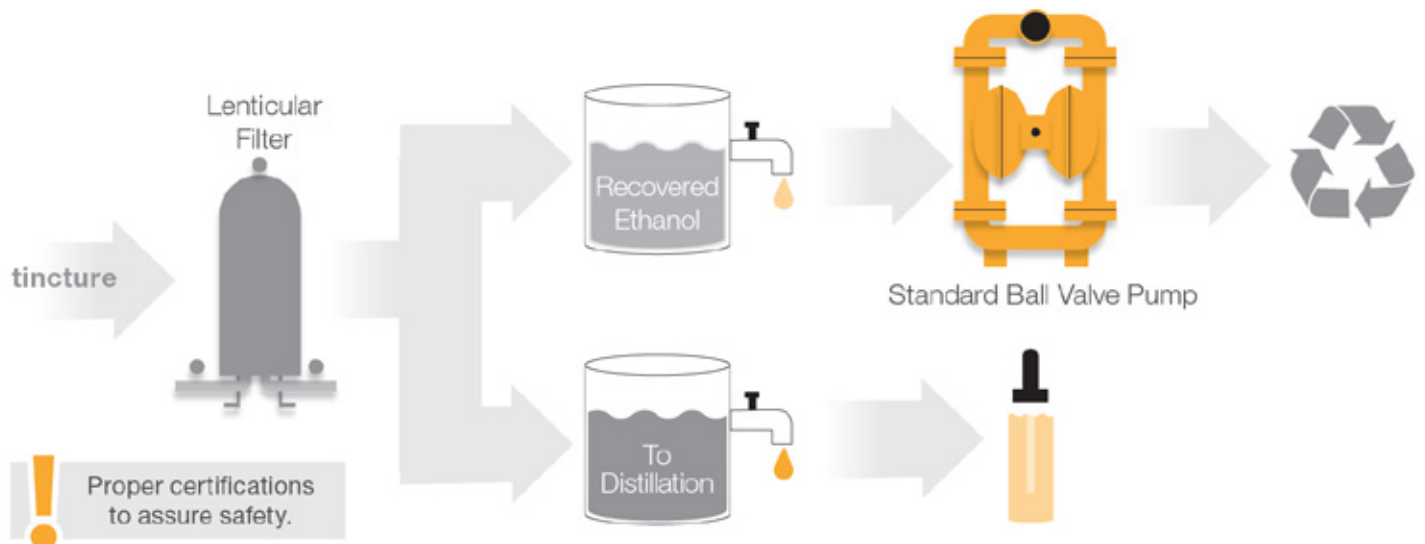 Lenticular
Filter
tincture
Recovered
Ethanol
Standard Ball Valve Pump
To
Distillation
Proper certifications
to assure safety.